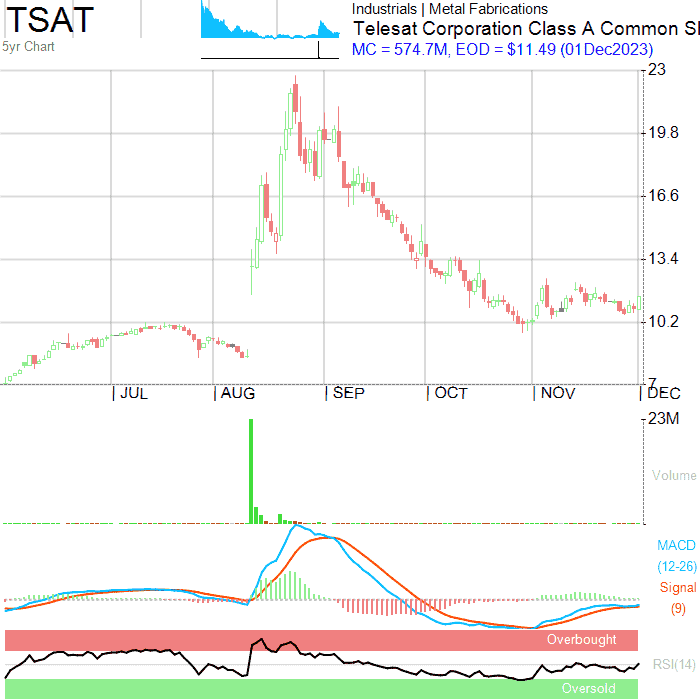 TSAT
5yr Chart
Industrials | Metal Fabrications
Telesat Corporation Class A Common
MC = 574.7M, EOD = $11.49 (01Dec2023)
23
19.8
16.6
13.4
10.2
7
JUL AUG SEP OCT NOV DEC
23M
Volume
MACD
(12-26)
Signal
(9)
Overbought
RSI(14)
Oversold